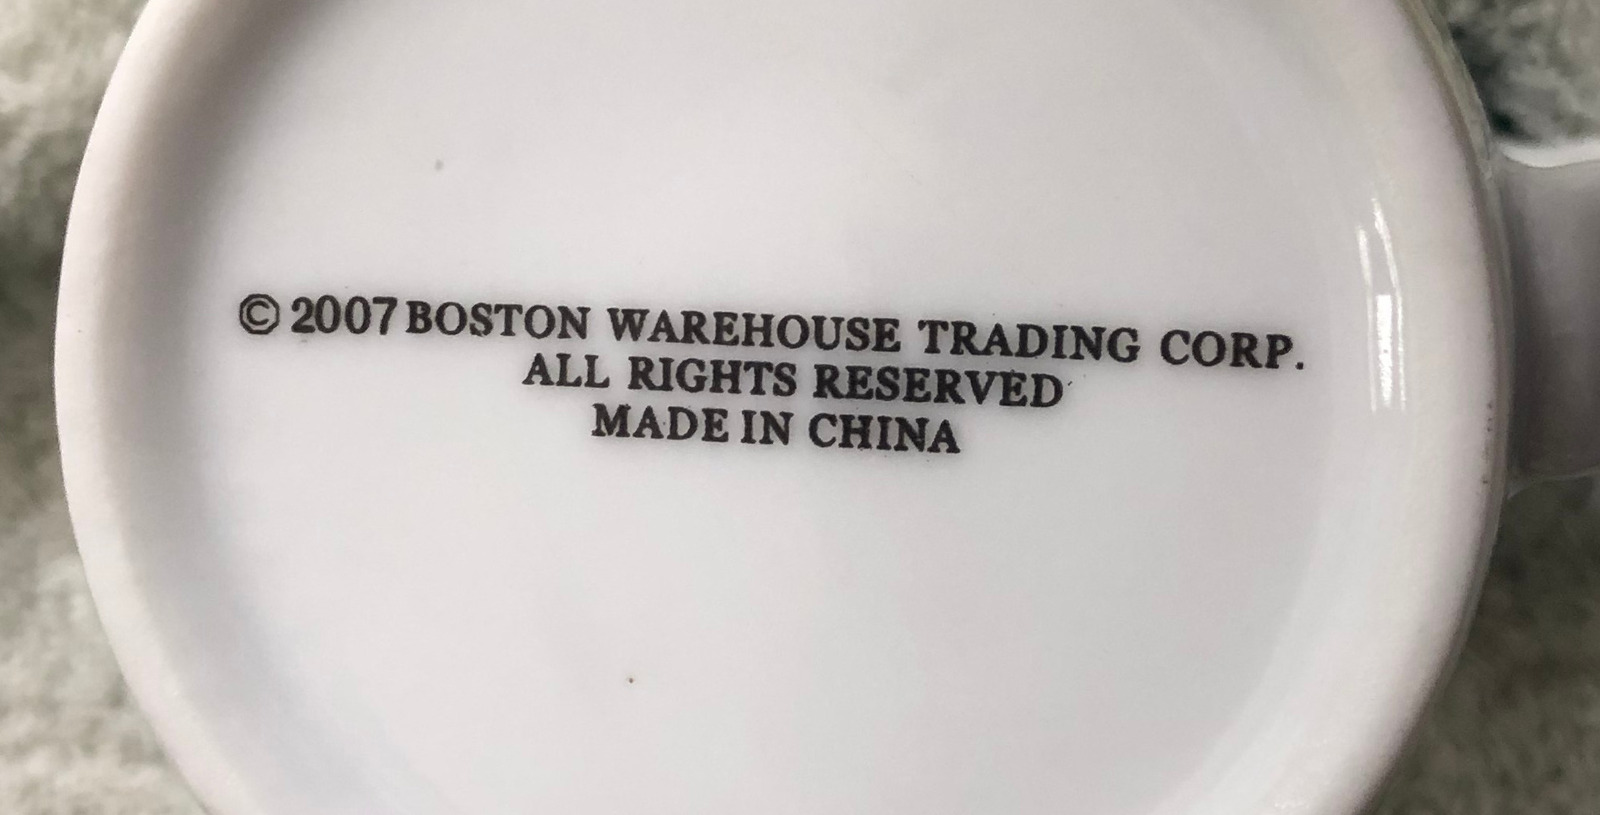 © 2007 BOSTON WAREHOUSE TRADING CORP.
ALL RIGHTS RESERVED
MADE IN CHINA